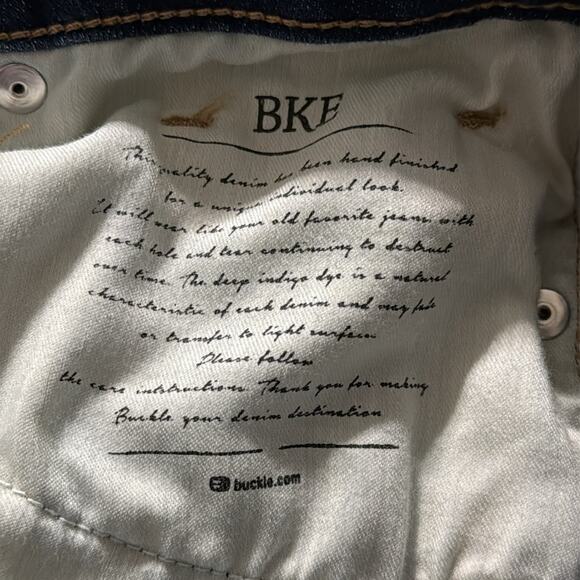 BKE
This quality denim has been hand finished
for a unique individual look.
It will wear like your old favorite jeans with
each hole and tear continuing to destruct
over time. The deep indigo dye is a natural
characteristic of each denim and may fade
or transfer to light surface
Please follow
the care intstructions. Thank you for making
Buckle your denim destination
B buckle.com